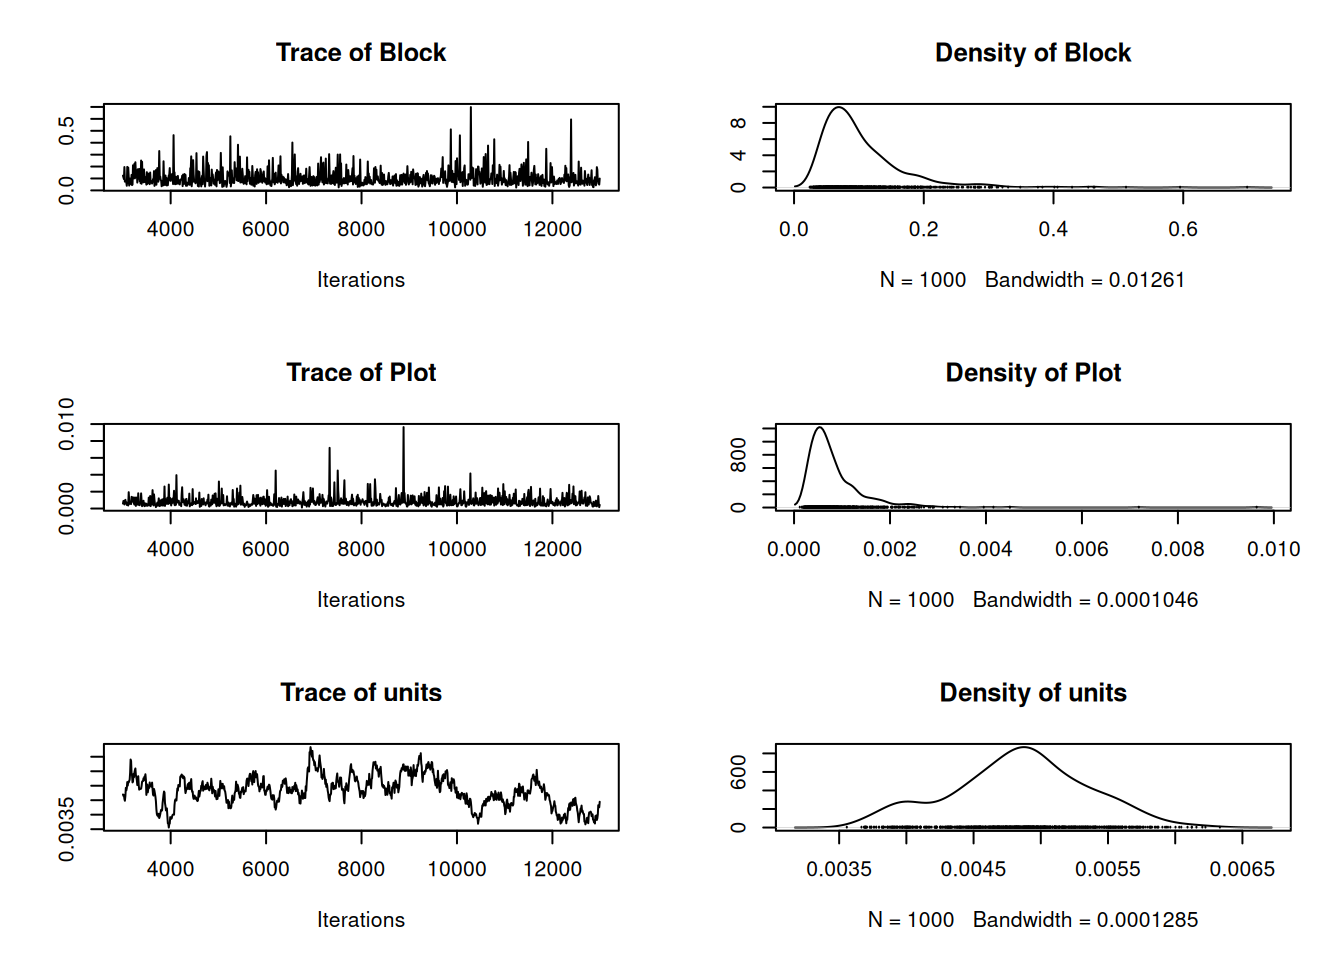 Trace of Block
0.0 0.5
4000 6000 8000 10000 12000
Iterations
Density of Block
0 4 8
0.0 0.2 0.4 0.6
N = 1000 Bandwidth = 0.01261
Trace of Plot
0.000 0.010
4000 6000 8000 10000 12000
Iterations
Density of Plot
0 800
0.000 0.002 0.004 0.006 0.008 0.010
N = 1000 Bandwidth = 0.0001046
Trace of units
0.0035
4000 6000 8000 10000 12000
Iterations
Density of units
0 600
0.0035 0.0045 0.0055 0.0065
N = 1000 Bandwidth = 0.0001285